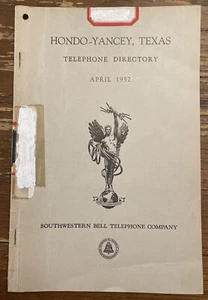 HONDO-YANCEY, TEXAS
TELEPHONE DIRECTORY
APRIL 1952
SOUTHWESTERN BELL TELEPHONE COMPANY